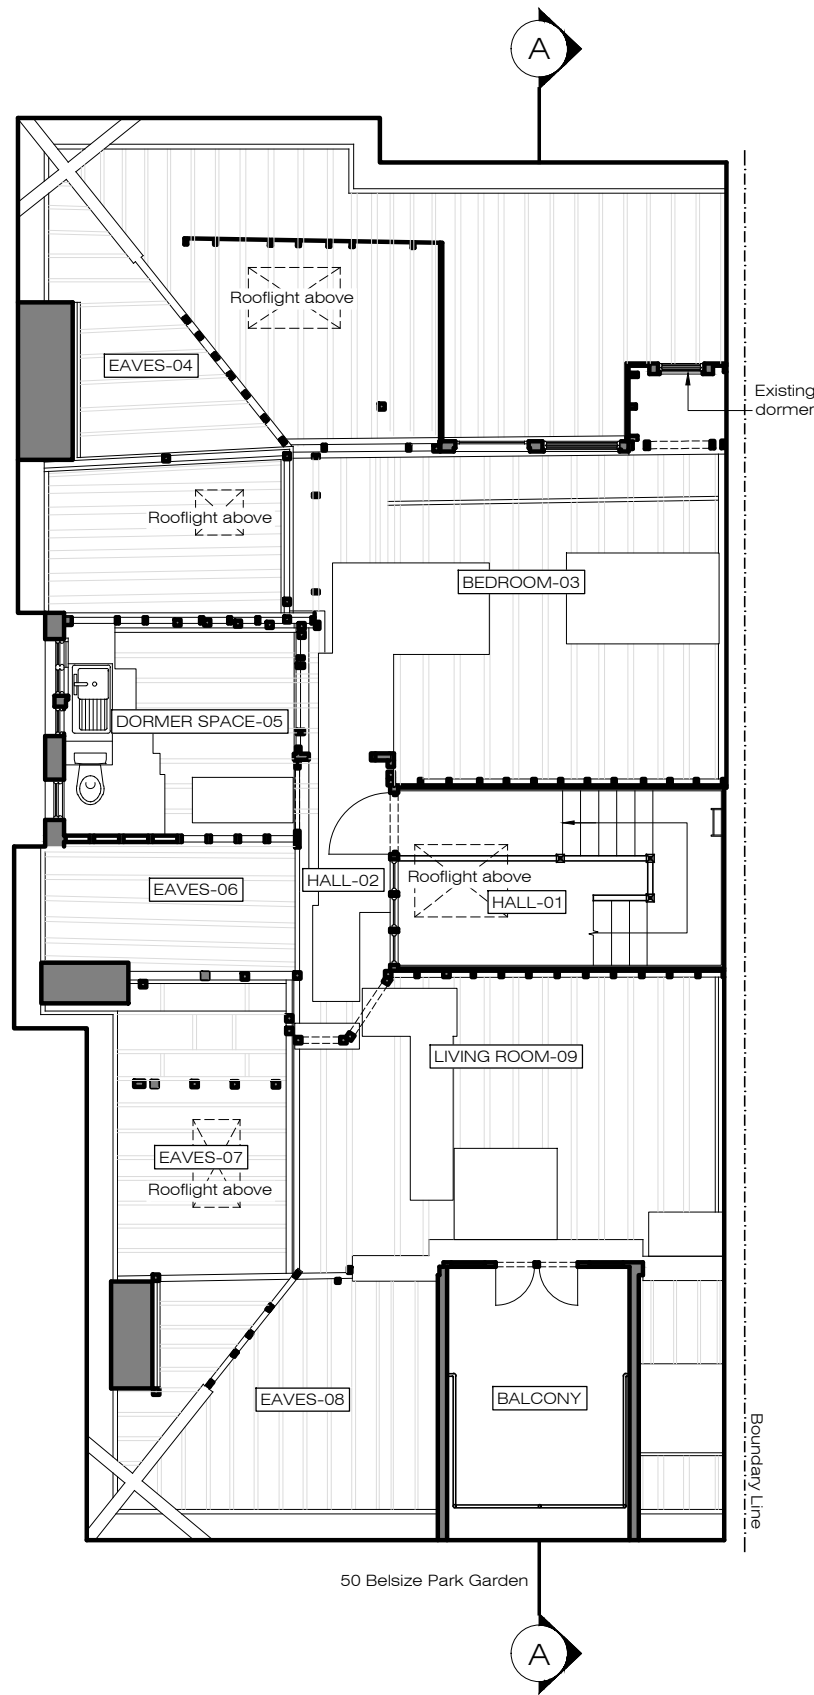 A
Rooflight above
EAVES-04
Existing
dormer
Rooflight above
BEDROOM-03
DORMER SPACE-05
HALL-02
Rooflight above
EAVES-06
HALL-01
LIVING ROOM-09
EAVES-07
Rooflight above
EAVES-08
BALCONY
Boundary Line
50 Belsize Park Garden
A